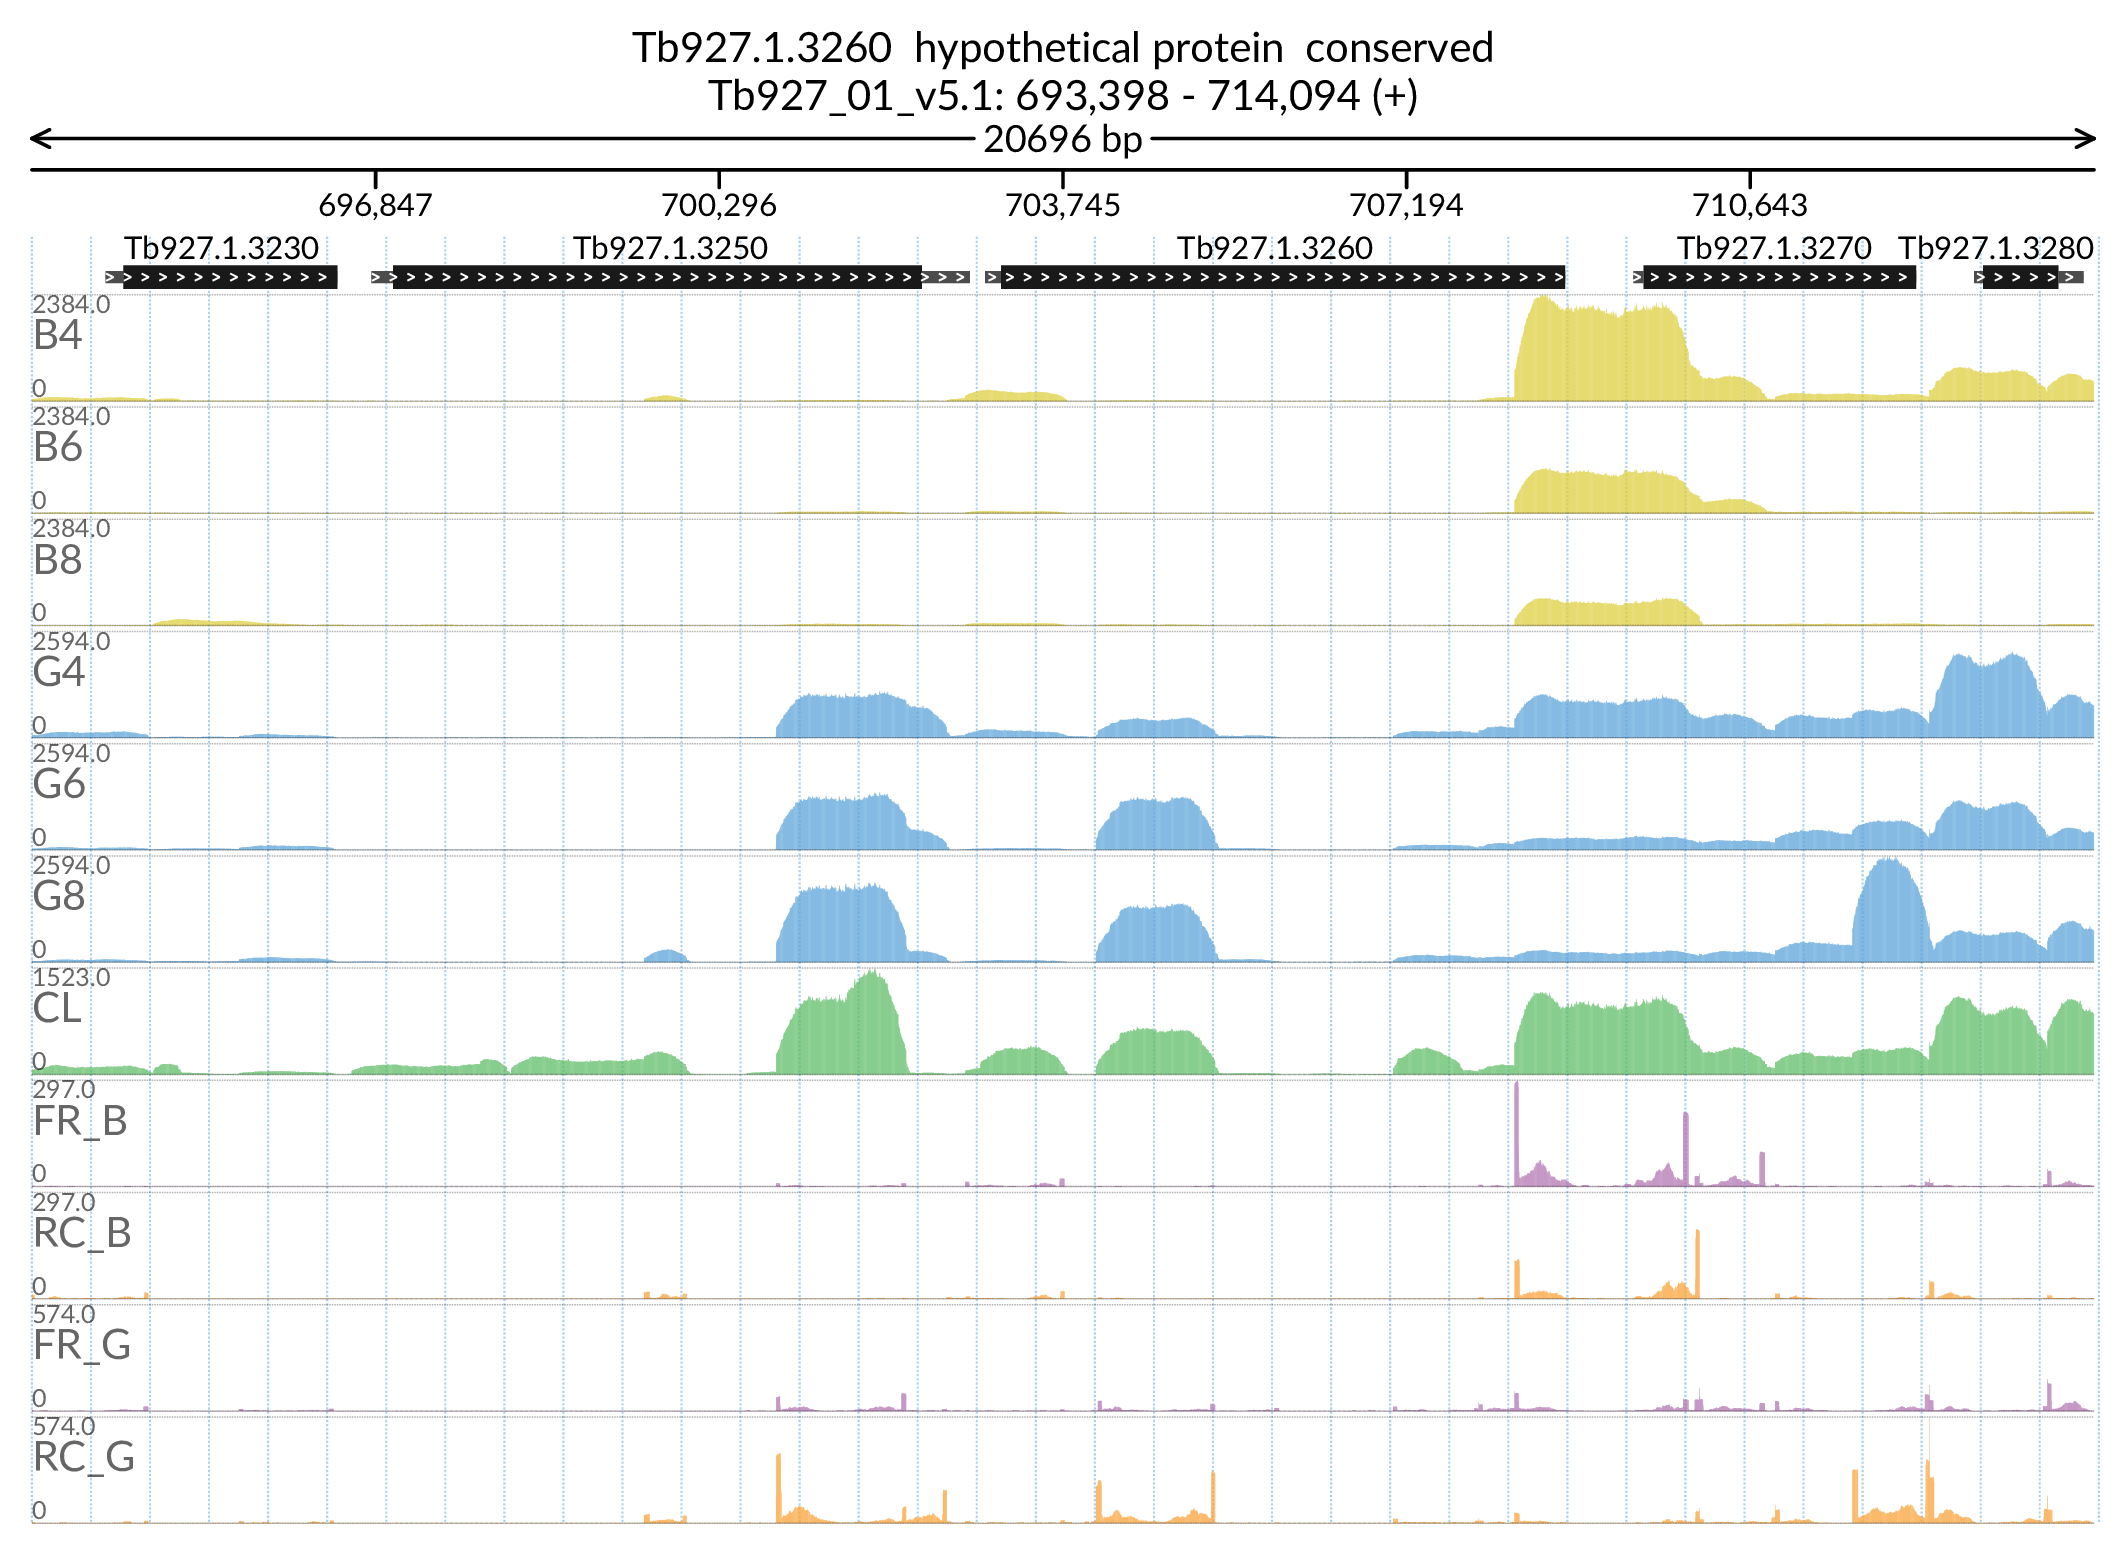 Tb927.1.3260  hypothetical protein  conserved
Tb927_01_v5.1: 693,398 - 714,094 (+)
20696 bp
696,847 700,296 703,745 707,194 710,643
Tb927.1.3230 Tb927.1.3250 Tb927.1.3260 Tb927.1.3270 Tb927.1.3280
2384.0
B4
0
2384.0
B6
0
2384.0
B8
0
2594.0
G4
0
2594.0
G6
0
2594.0
G8
0
1523.0
CL
0
297.0
FR_B
0
297.0
RC_B
0
574.0
FR_G
0
574.0
RC_G
0